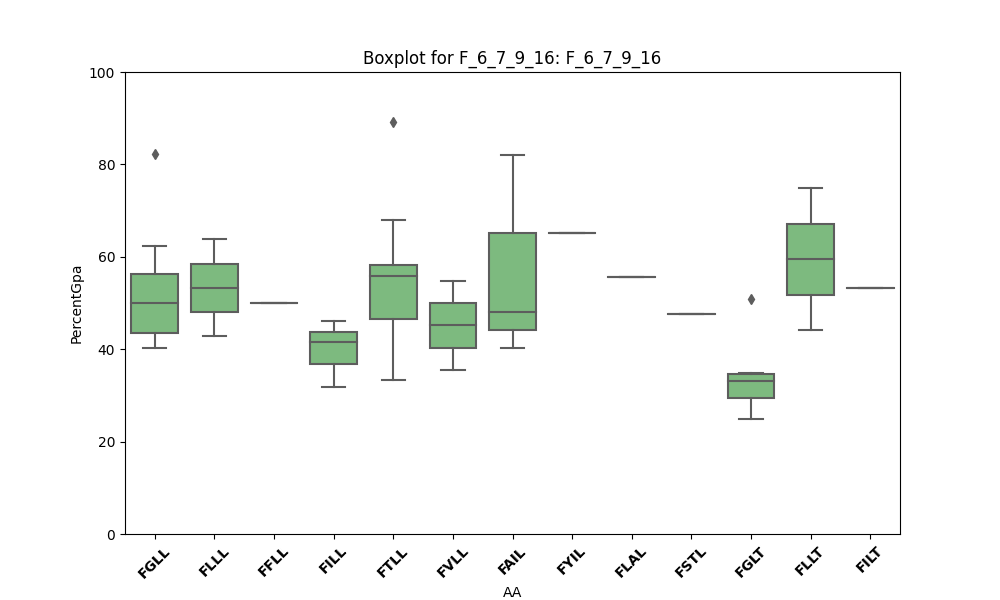 Boxplot for F_6_7_9_16: F_6_7_9_16
100
80
60
40
20
0
PercentGpa
FGLL FLLL FFLL FILL FTLL FVLL FAIL FYIL FLAL FSTL FGLT FLLT FILT
AA